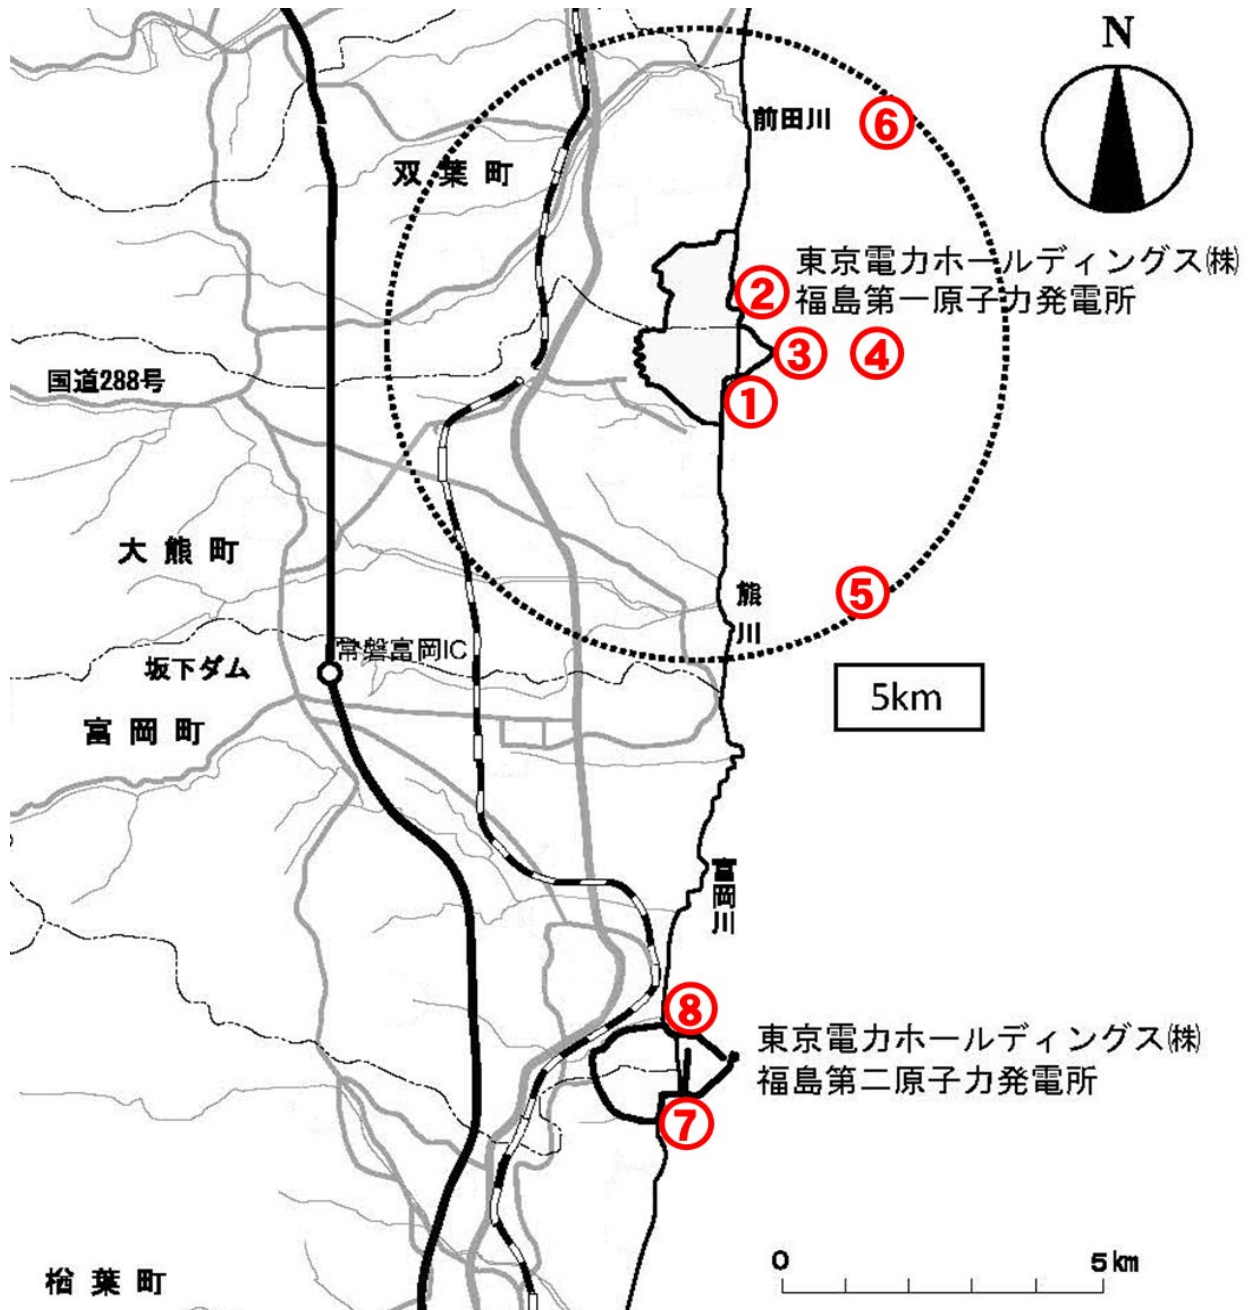 N
前田川
⑥
双葉町
東京電力ホールディングス㈱
② 福島第一原子力発電所
③
④
国道288号
①
大熊町
熊川
⑤
常磐富岡IC
坂下ダム
5km
富岡町
富岡川
⑧
東京電力ホールディングス㈱
福島第二原子力発電所
⑦
0 5km
楢葉町